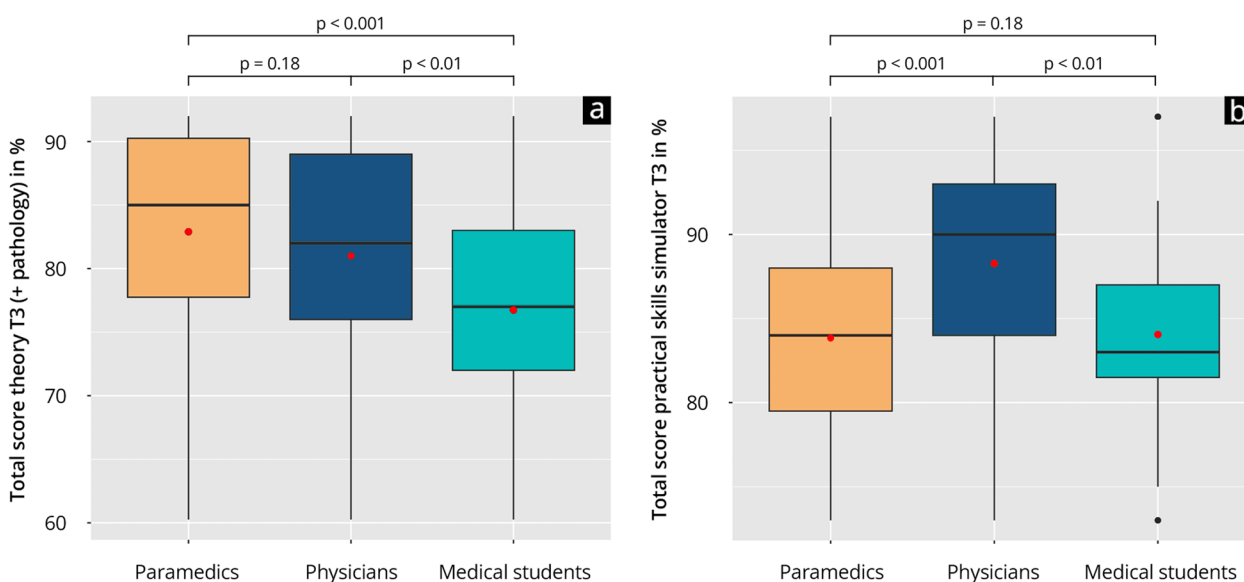 p < 0.001
p = 0.18
p < 0.01
a
Total score theory T3 (+ pathology) in %
90
80
70
60
Paramedics
Physicians
Medical students
p = 0.18
p < 0.001
p < 0.01
b
Total score practical skills simulator T3 in %
90
80
Paramedics
Physicians
Medical students